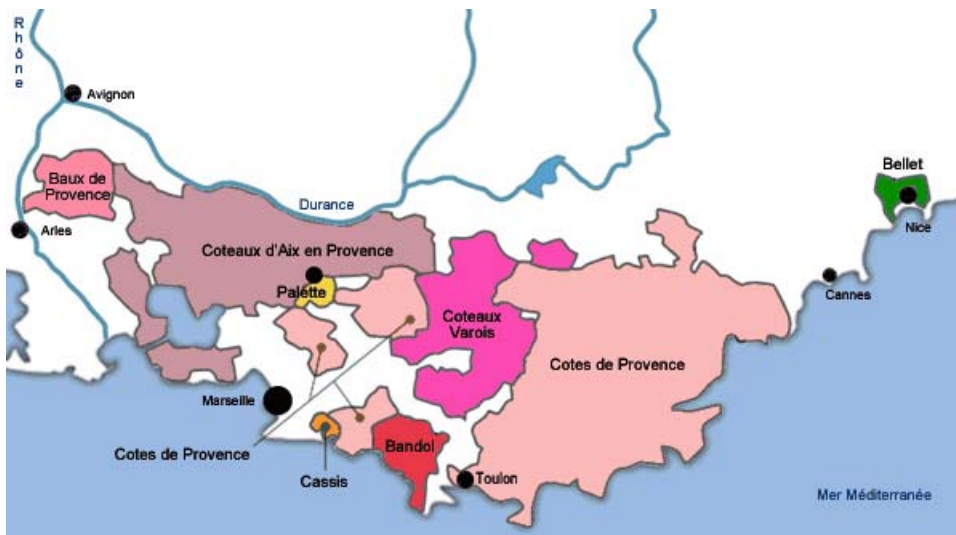 Rhône
Avignon
Baux de
Provence
Durance
Bellet
Nice
Arles
Coteaux d'Aix en Provence
Palette
Cannes
Coteaux
Varois
Cotes de Provence
Marseille
Cotes de Provence
Bandol
Cassis
Toulon
Mer Méditerranée